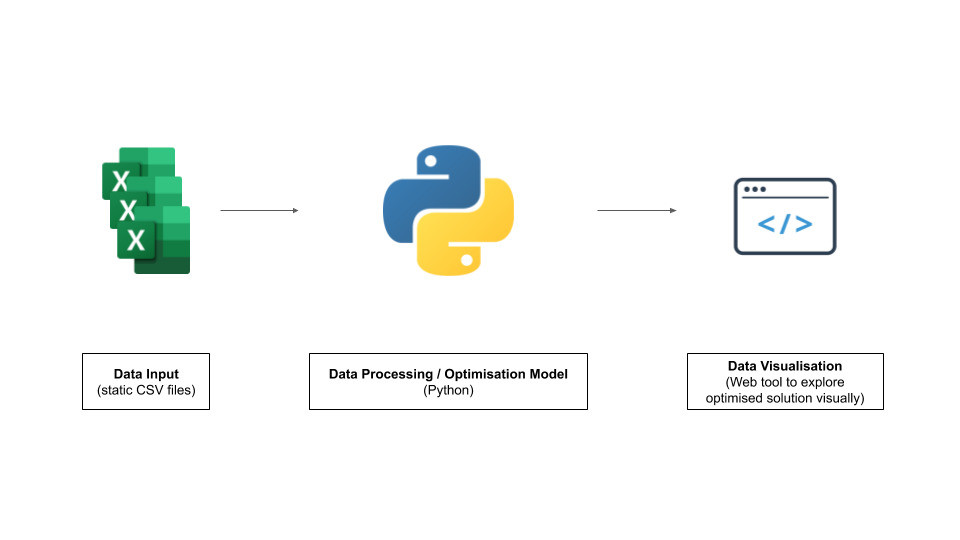 X
X
X
</>
Data Input
(static CSV files)
Data Processing / Optimisation Model
(Python)
Data Visualisation
(Web tool to explore
optimised solution visually)